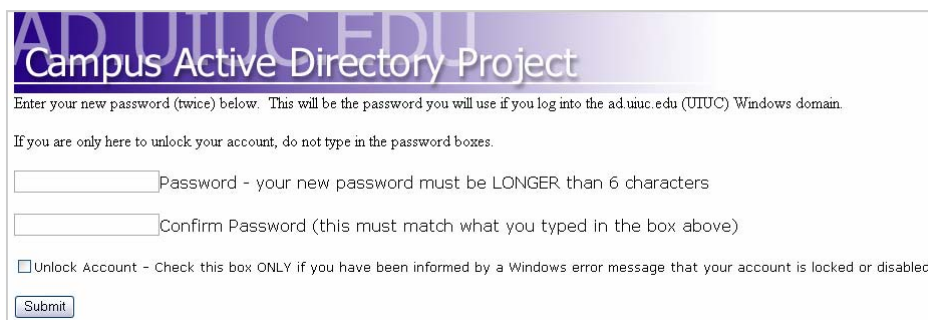 AD.UIUC.EDU
Campus Active Directory Project
Enter your new password (twice) below. This will be the password you will use if you log into the ad.uiuc.edu (UIUC) Windows domain.
If you are only here to unlock your account, do not type in the password boxes.
Password - your new password must be LONGER than 6 characters
Confirm Password (this must match what you typed in the box above)
Unlock Account - Check this box ONLY if you have been informed by a Windows error message that your account is locked or disabled
Submit